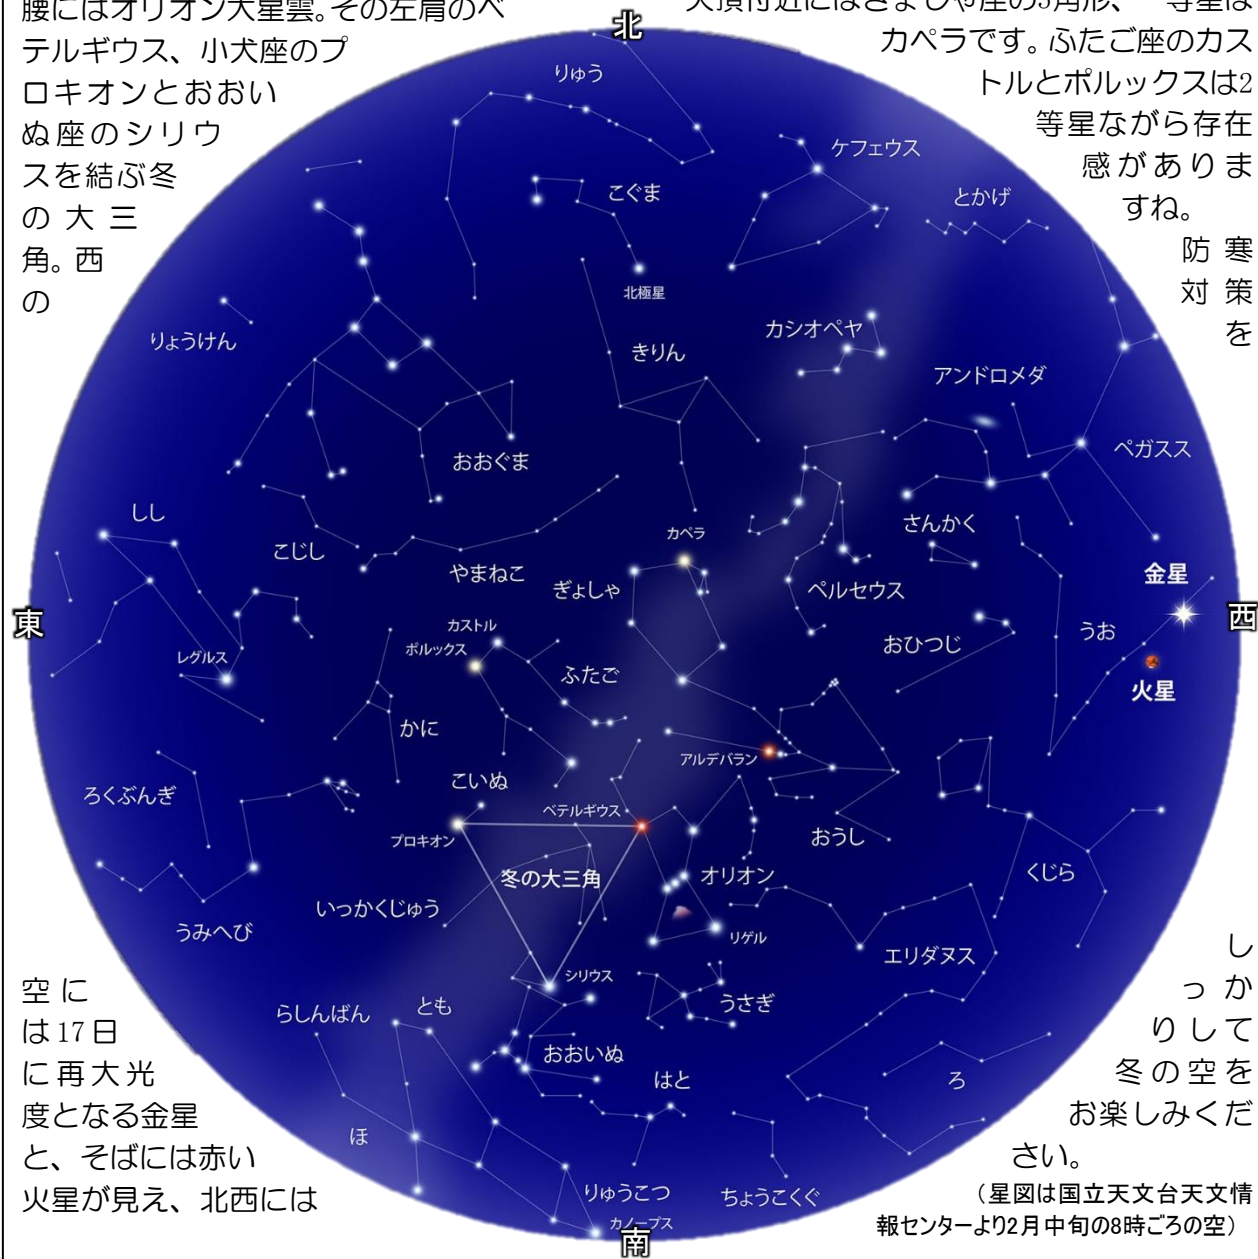 腰にはオリオン大星雲。その左肩のベ
テルギウス、小犬座のプ
ロキオンとおおい
ぬ座のシリウ
スを結ぶ冬
の大三
角。西
の
空に
は17日
に再大光
度となる金星
と、そばには赤い
火星が見え、北西には
カペラです。ふたご座のカス
トルとポルックスは2
等星ながら存在
感がありま
すね。
防寒
対策
を
し
っか
りして
冬の空を
お楽しみくだ
さい。
（星図は国立天文台天文情
報センターより2月中旬の8時ごろの空）
北
りゅう
ケフェウス
こぐま
とかげ
北極星
カシオペヤ
りょうけん
きりん
アンドロメダ
おおぐま
ペガスス
しし
さんかく
カペラ
こじし
やまねこ
ぎょしゃ
ペルセウス
金星
東
西
カストル
うお
ポルックス
おひつじ
レグルス
ふたご
火星
かに
アルデバラン
こいぬ
ろくぶんぎ
ベテルギウス
プロキオン
おうし
冬の大三角
オリオン
くじら
いっかくじゅう
うみへび
リゲル
エリダヌス
シリウス
うさぎ
らしんばん
とも
おおいぬ
はと
ろ
ほ
りゅうこつ
ちょうこくぐ
カノープス
南